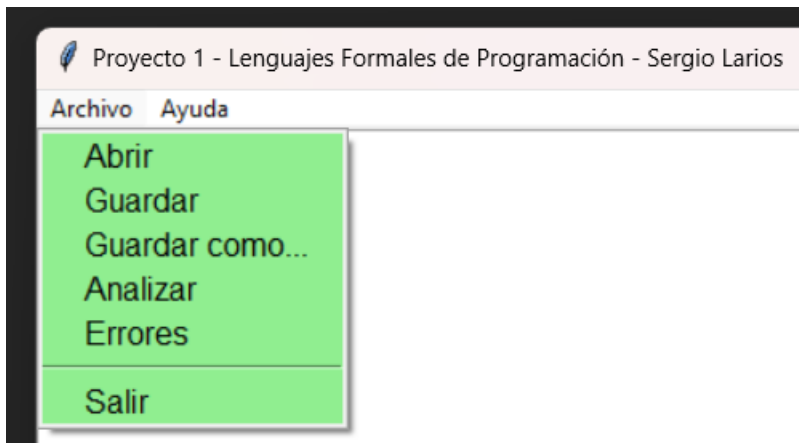 Proyecto 1 - Lenguajes Formales de Programación - Sergio Larios
Archivo Ayuda
Abrir
Guardar
Guardar como...
Analizar
Errores
Salir